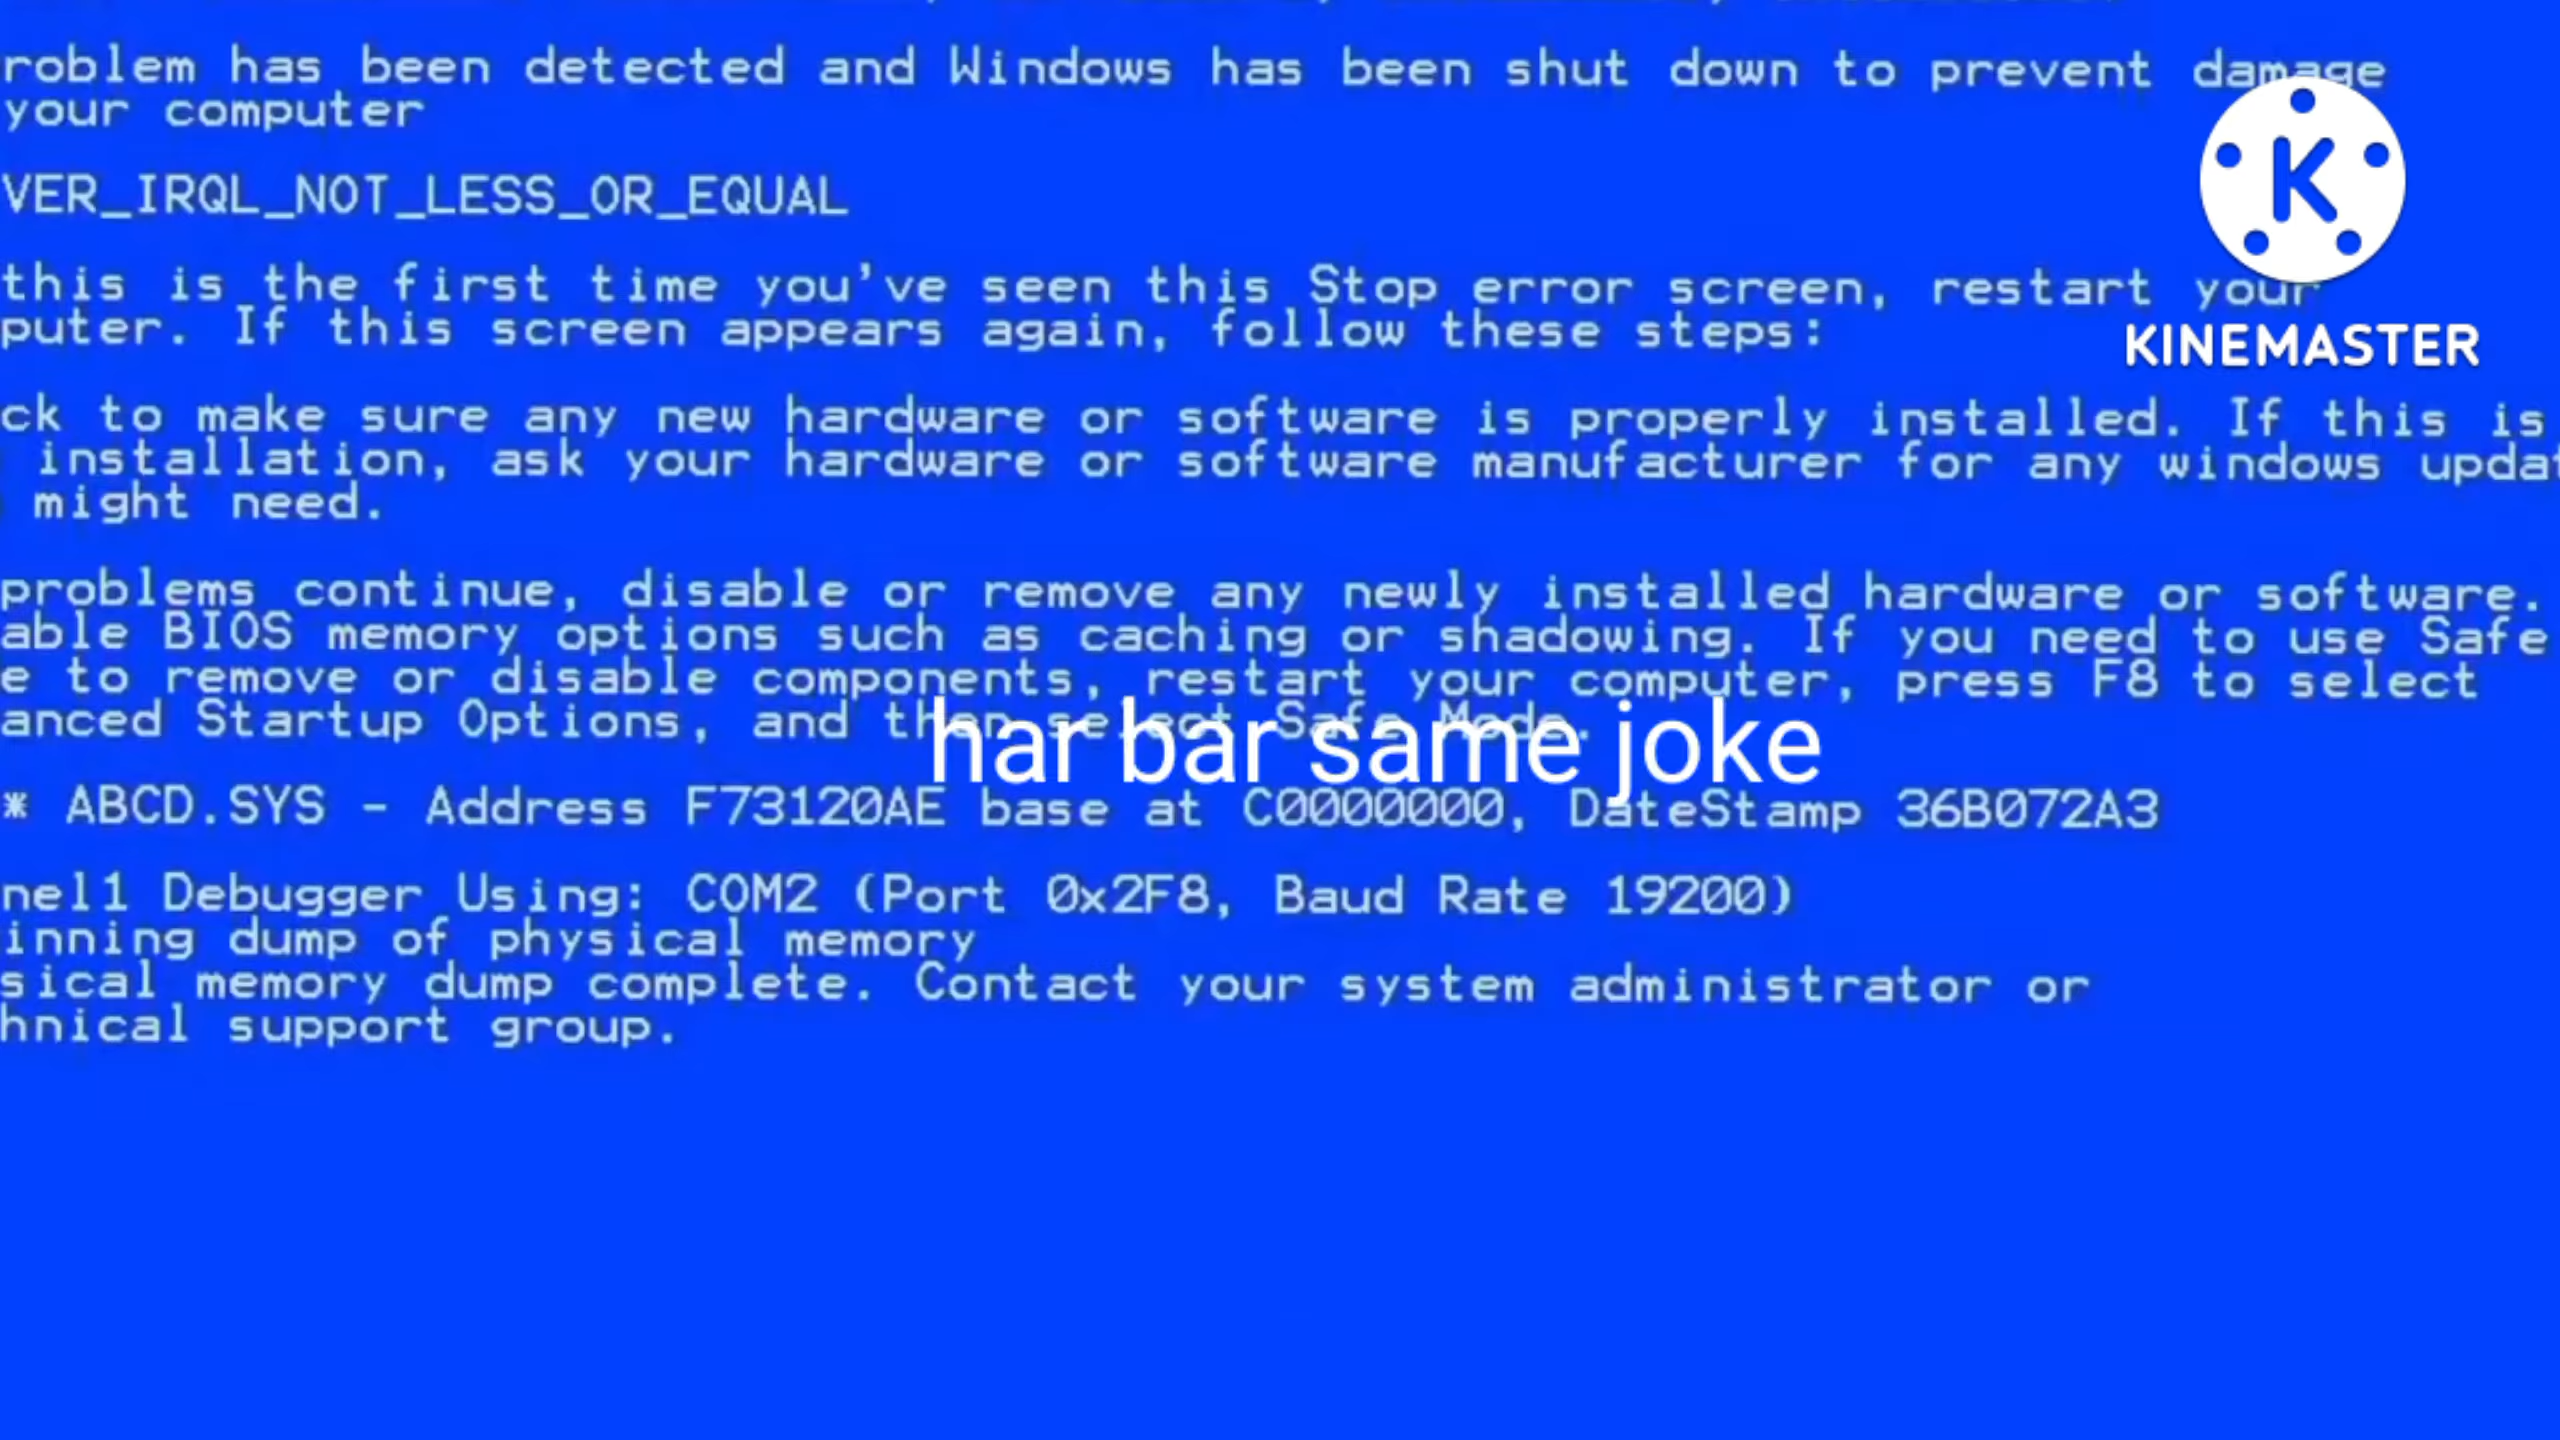 roblem has been detected and Windows has been shut down to prevent damage
your computer
VER_IRQL_NOT_LESS_OR_EQUAL
this is the first time you've seen this Stop error screen, restart your
puter. If this screen appears again, follow these steps:
KINEMASTER
ck to make sure any new hardware or software is properly installed. If this is
installation, ask your hardware or software manufacturer for any windows updat
might need.
problems continue, disable or remove any newly installed hardware or software.
able BIOS memory options such as caching or shadowing. If you need to use Safe
e to remove or disable components, restart your computer, press F8 to select
anced Startup Options, and then select Safe Mode.
har bar same joke
* ABCD.SYS - Address F73120AE base at C0000000, DateStamp 36B072A3
nel1 Debugger Using: COM2 (Port 0x2F8, Baud Rate 19200)
inning dump of physical memory
sical memory dump complete. Contact your system administrator or
hnical support group.